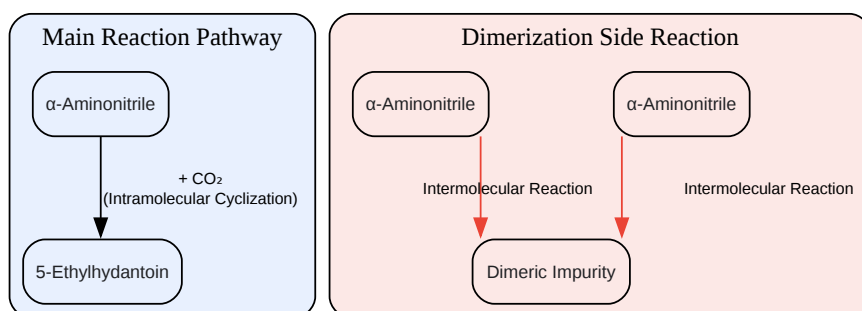 Main Reaction Pathway
α-Aminonitrile
+ CO₂
(Intramolecular Cyclization)
5-Ethylhydantoin
Dimerization Side Reaction
α-Aminonitrile
α-Aminonitrile
Intermolecular Reaction
Intermolecular Reaction
Dimeric Impurity